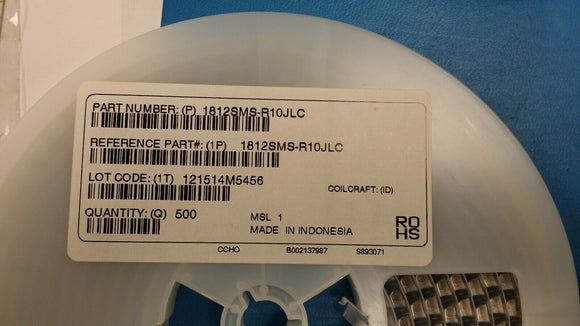 PART NUMBER: (P) 1812SMS-R10JLC
REFERENCE PART#: (1P) 1812SMS-R10JLC
LOT CODE: (1T) 121514M5456
COILCRAFT: (ID)
QUANTITY: (Q) 500
MSL 1
MADE IN INDONESIA
RO
HS
CCHO B002137987 S893071